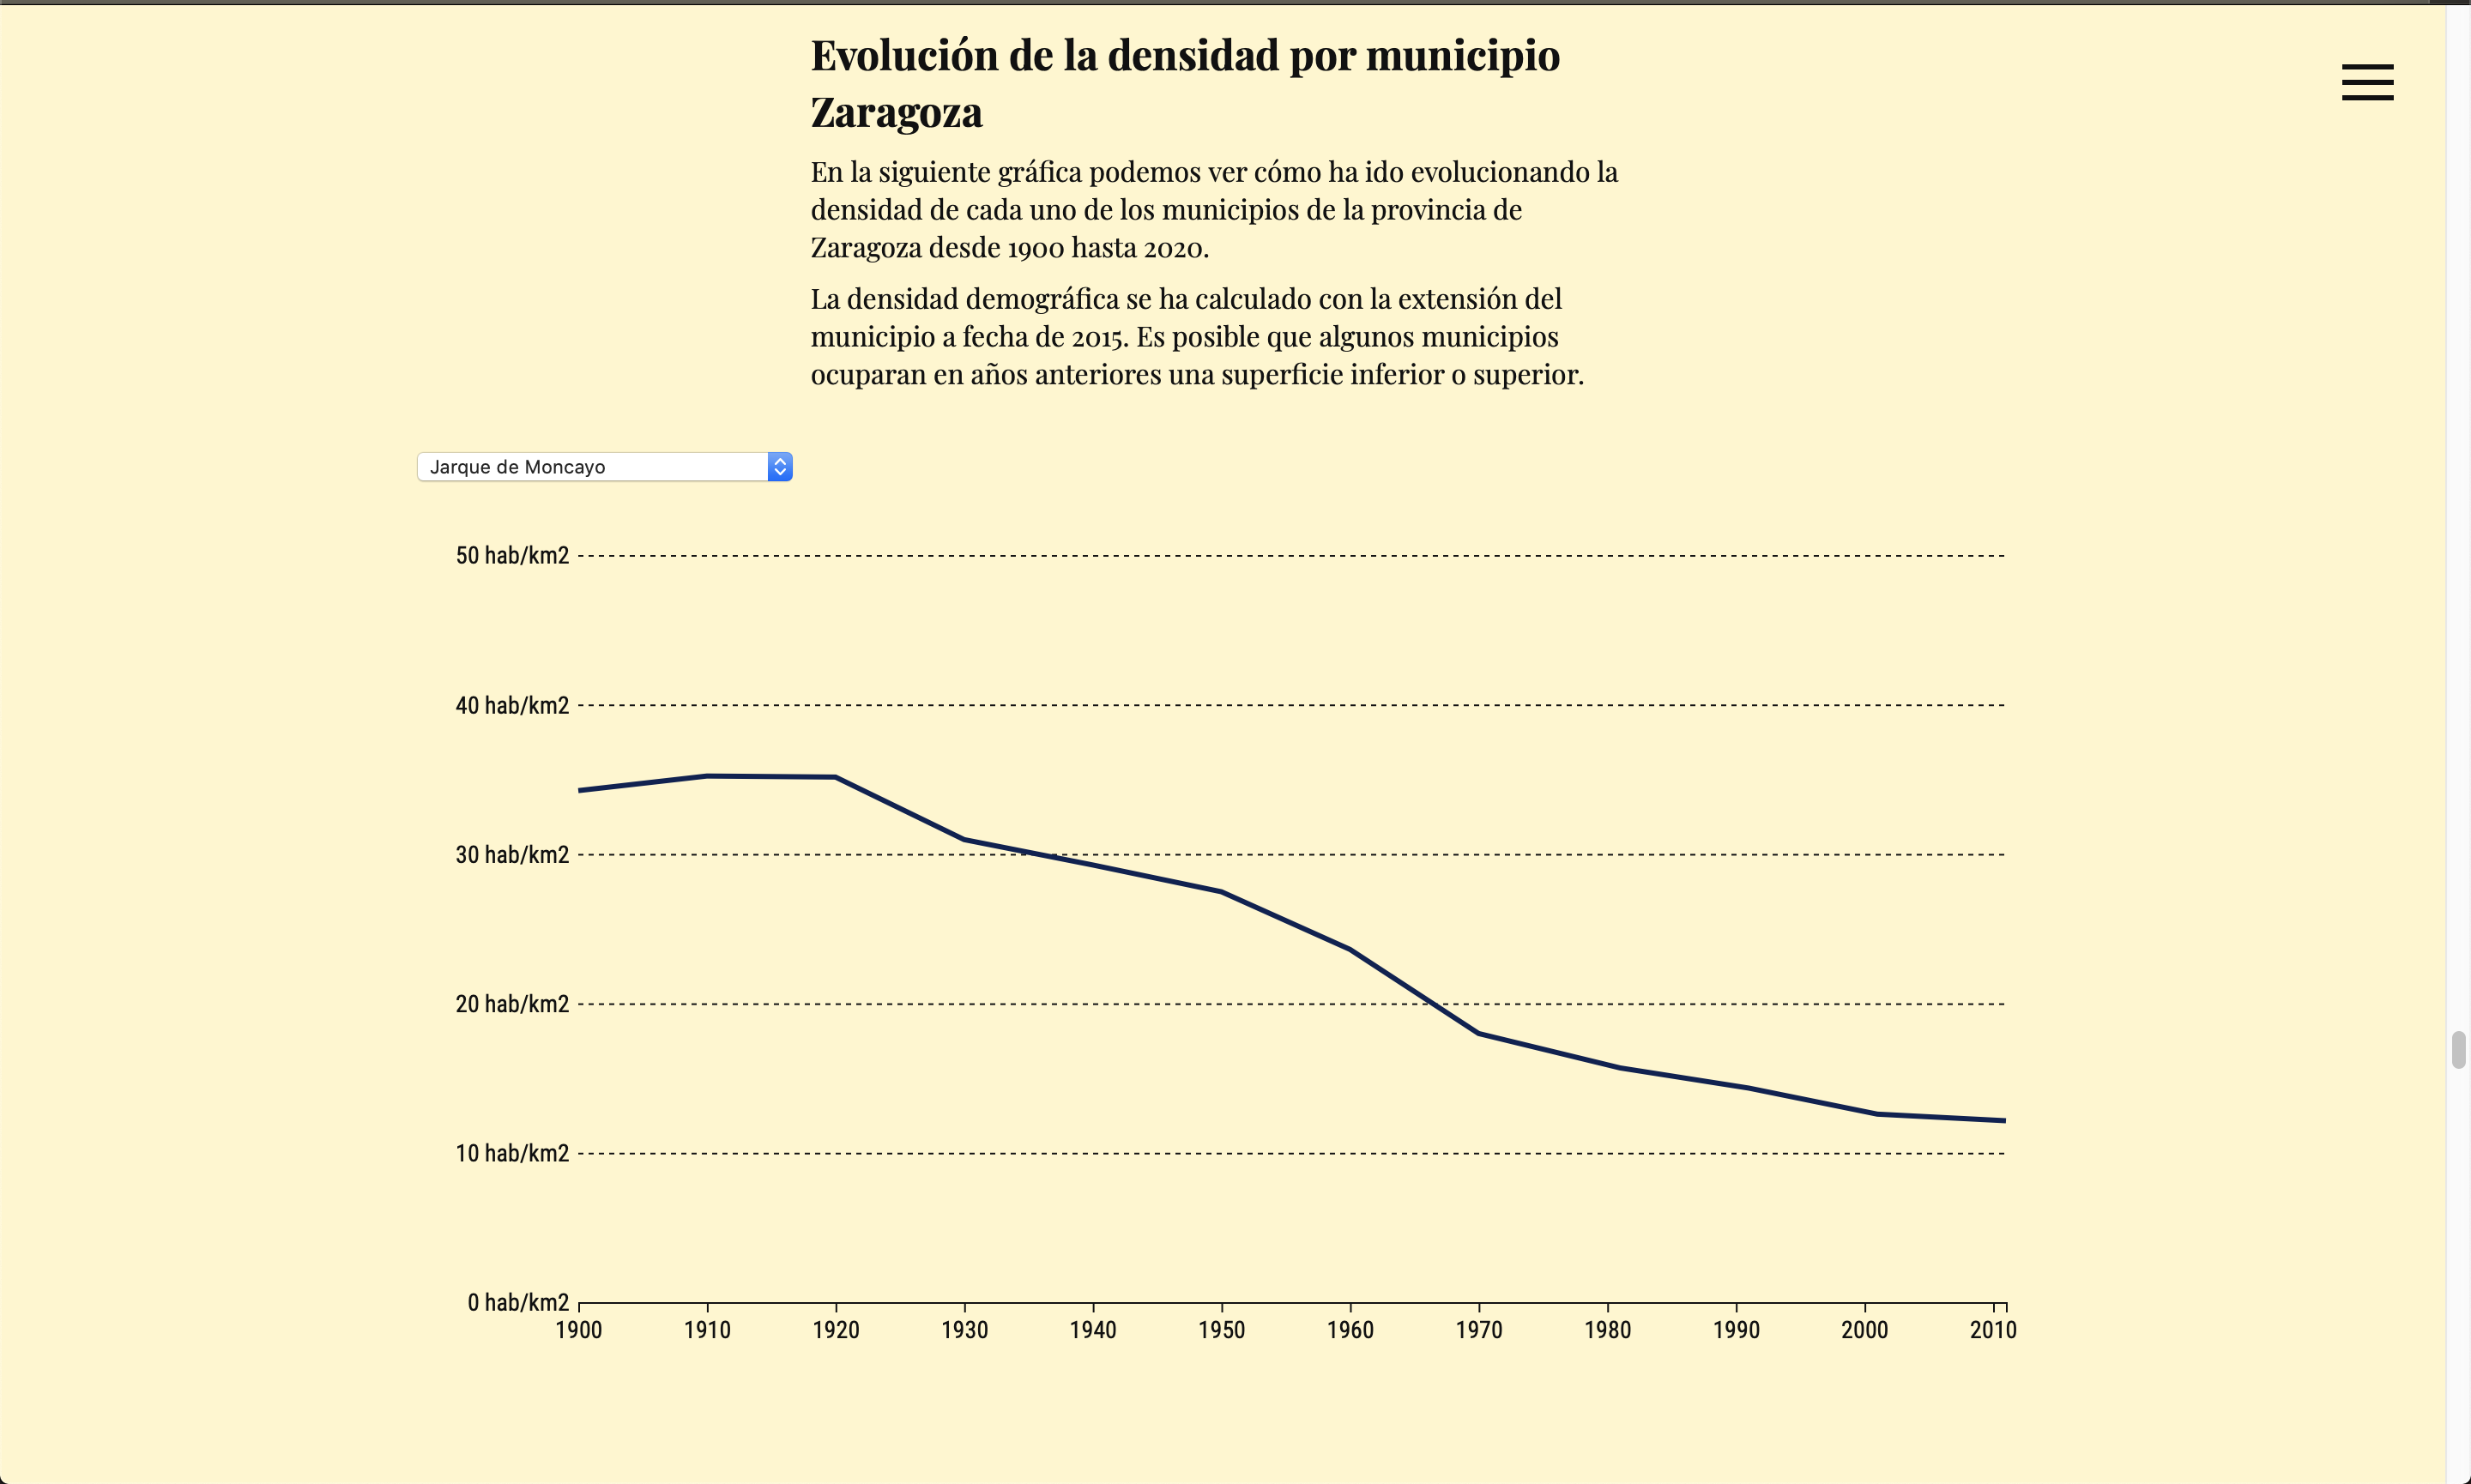 Evolución de la densidad por municipio
Zaragoza
En la siguiente gráfica podemos ver cómo ha ido evolucionando la
densidad de cada uno de los municipios de la provincia de
Zaragoza desde 1900 hasta 2020.
La densidad demográfica se ha calculado con la extensión del
municipio a fecha de 2015. Es posible que algunos municipios
ocuparan en años anteriores una superficie inferior o superior.
Jarque de Moncayo
50 hab/km2
40 hab/km2
30 hab/km2
20 hab/km2
10 hab/km2
0 hab/km2
1900 1910 1920 1930 1940 1950 1960 1970 1980 1990 2000 2010